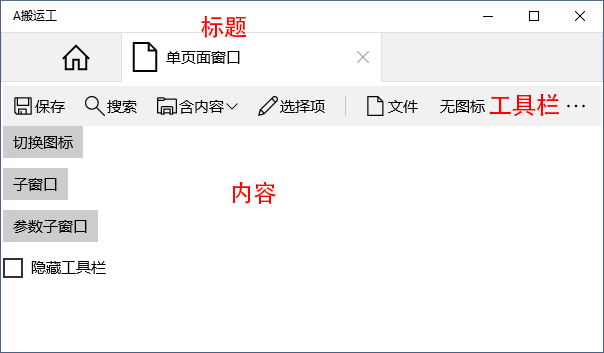 A搬运工
标题
单页面窗口
保存 搜索 含内容 选择项 文件 无图标 工具栏 ···
切换图标
子窗口
内容
参数子窗口
隐藏工具栏